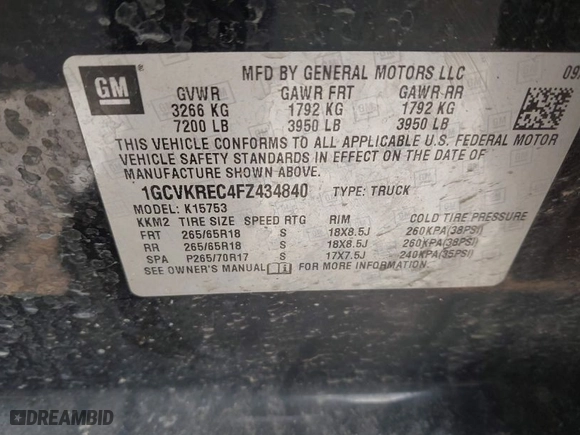 GM
MFD BY GENERAL MOTORS LLC 09
GVWR GAWR FRT GAWR RR
3266 KG 1792 KG 1792 KG
7200 LB 3950 LB 3950 LB
THIS VEHICLE CONFORMS TO ALL APPLICABLE U.S. FEDERAL MOTOR
VEHICLE SAFETY STANDARDS IN EFFECT ON THE DATE OF
MANUFACTURE SHOWN ABOVE.
1GCVKREC4FZ434840 TYPE: TRUCK
MODEL: K15753
KKM2 TIRE SIZE SPEED RTG RIM COLD TIRE PRESSURE
FRT 265/65R18 S 18X8.5J 260KPA(38PSI)
RR 265/65R18 S 18X8.5J 260KPA(38PSI)
SPA P265/70R17 S 17X7.5J 240KPA(35PSI)
SEE OWNER'S MANUAL FOR MORE INFORMATION.
DREAMBID